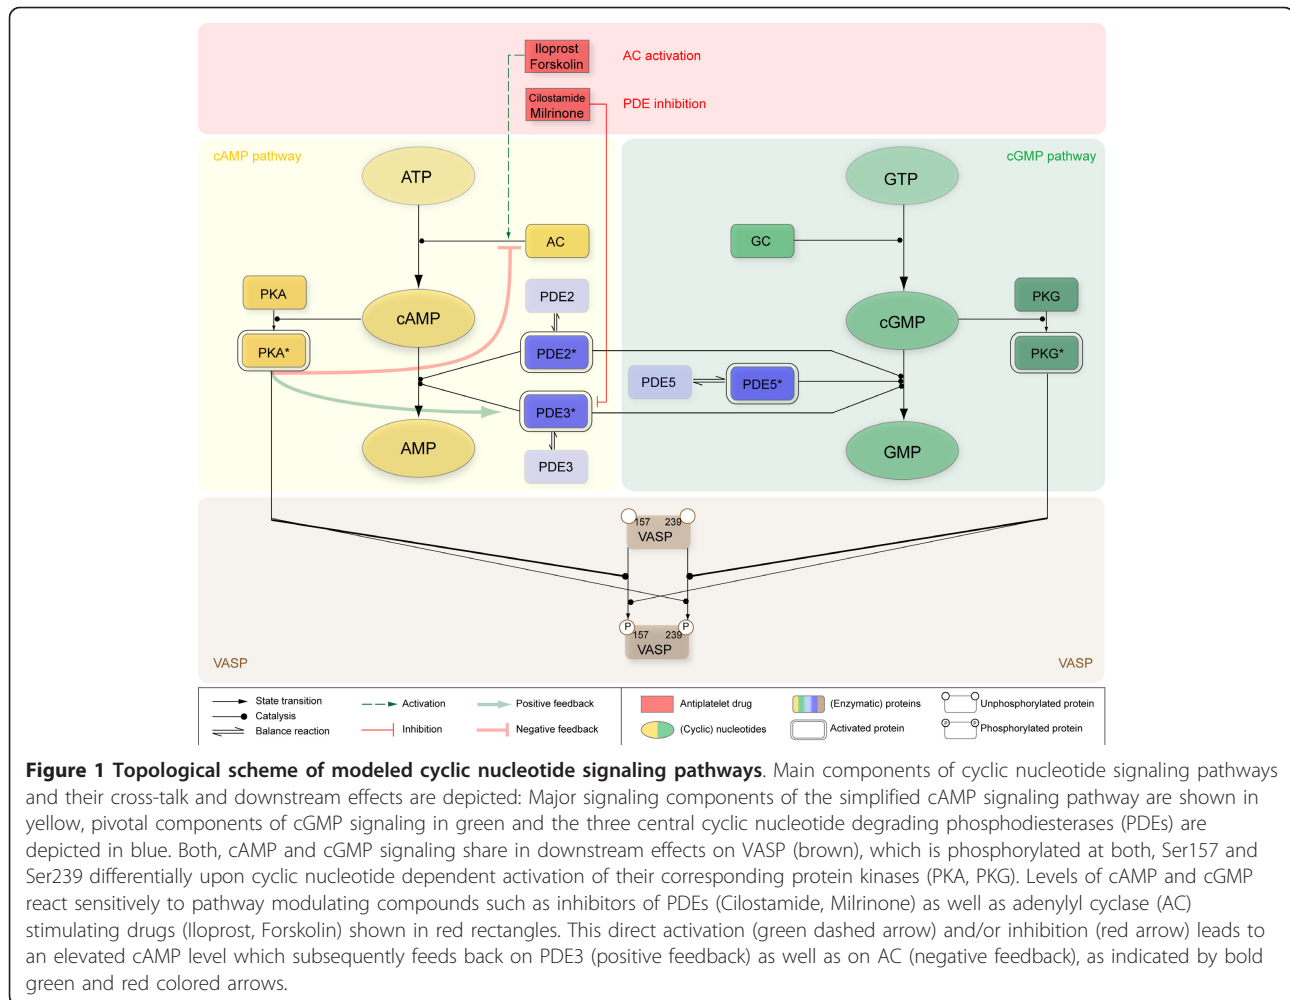 Iloprost
Forskolin
AC activation
Cilostamide
Milrinone
PDE inhibition
cAMP pathway
cGMP pathway
ATP
GTP
AC
GC
PKA
PDE2
PKG
cAMP
cGMP
PKA*
PDE2*
PKG*
PDE5
PDE5*
PDE3*
AMP
GMP
PDE3
157 239
VASP
P P
157 239
VASP
VASP
VASP
State transition
Activation
Positive feedback
Antiplatelet drug
(Enzymatic) proteins
Unphosphorylated protein
Catalysis
Balance reaction
Inhibition
Negative feedback
(Cyclic) nucleotides
Activated protein
P P
Phosphorylated protein
Figure 1 Topological scheme of modeled cyclic nucleotide signaling pathways. Main components of cyclic nucleotide signaling pathways
and their cross-talk and downstream effects are depicted: Major signaling components of the simplified cAMP signaling pathway are shown in
yellow, pivotal components of cGMP signaling in green and the three central cyclic nucleotide degrading phosphodiesterases (PDEs) are
depicted in blue. Both, cAMP and cGMP signaling share in downstream effects on VASP (brown), which is phosphorylated at both, Ser157 and
Ser239 differentially upon cyclic nucleotide dependent activation of their corresponding protein kinases (PKA, PKG). Levels of cAMP and cGMP
react sensitively to pathway modulating compounds such as inhibitors of PDEs (Cilostamide, Milrinone) as well as adenylyl cyclase (AC)
stimulating drugs (Iloprost, Forskolin) shown in red rectangles. This direct activation (green dashed arrow) and/or inhibition (red arrow) leads to
an elevated cAMP level which subsequently feeds back on PDE3 (positive feedback) as well as on AC (negative feedback), as indicated by bold
green and red colored arrows.